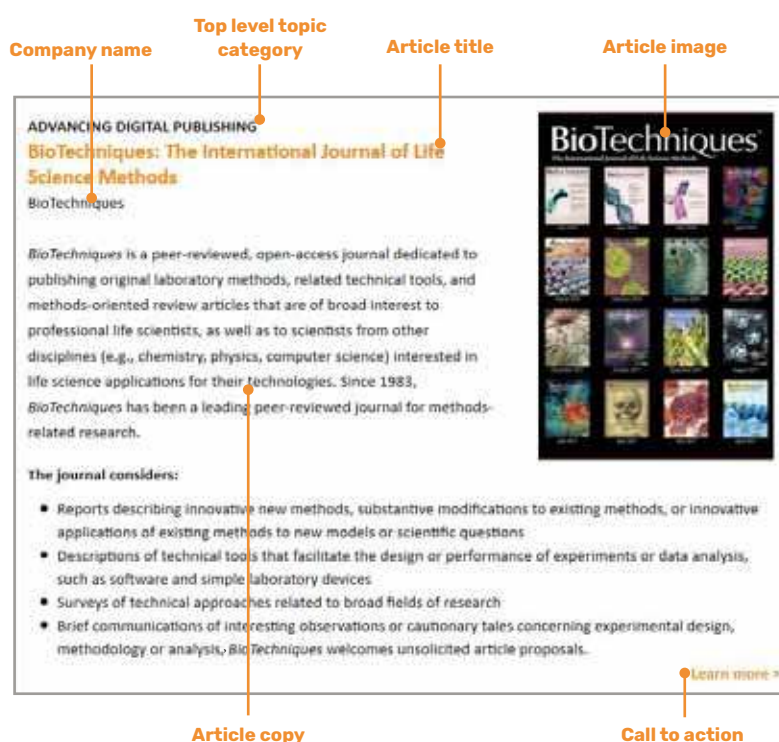 Top level topic
category
Company name
Article title
Article image
ADVANCING DIGITAL PUBLISHING
BioTechniques: The International Journal of Life
Science Methods
BioTechniques
BioTechniques
The International Journal of Life Science Methods
BioTechniques is a peer-reviewed, open-access journal dedicated to
publishing original laboratory methods, related technical tools, and
methods-oriented review articles that are of broad interest to
professional life scientists, as well as to scientists from other
disciplines (e.g., chemistry, physics, computer science) interested in
life science applications for their technologies. Since 1983,
BioTechniques has been a leading peer-reviewed journal for methods-
related research.
The journal considers:
• Reports describing innovative new methods, substantive modifications to existing methods, or innovative
applications of existing methods to new models or scientific questions
• Descriptions of technical tools that facilitate the design or performance of experiments or data analysis,
such as software and simple laboratory devices
• Surveys of technical approaches related to broad fields of research
• Brief communications of interesting observations or cautionary tales concerning experimental design,
methodology or analysis, BioTechniques welcomes unsolicited article proposals.
Learn more »
Article copy
Call to action